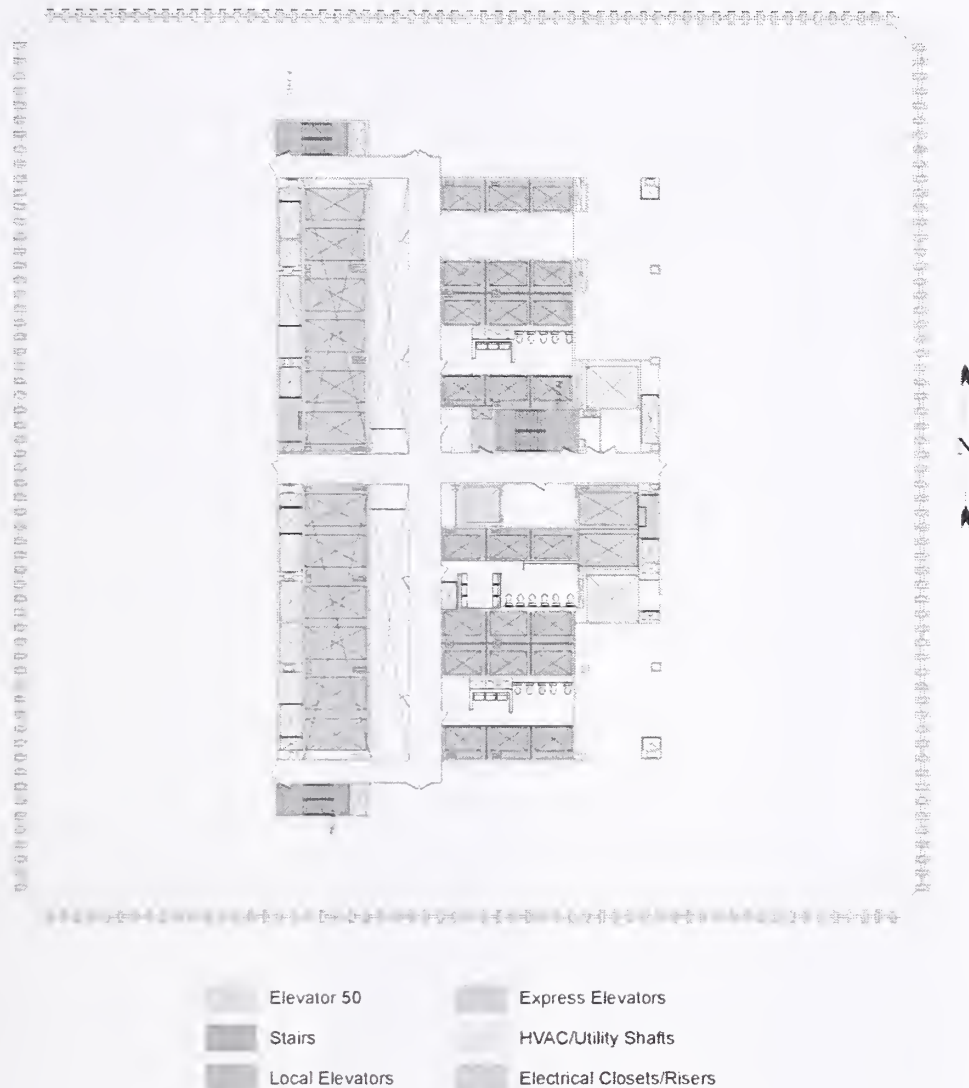 Elevator 50
Express Elevators
Stairs
HVAC/Utility Shafts
Local Elevators
Electrical Closets/Risers